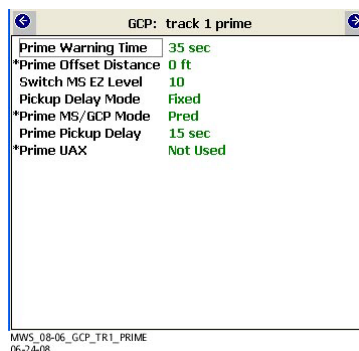 GCP: track 1 prime
Prime Warning Time 35 sec
*Prime Offset Distance 0 ft
Switch MS EZ Level 10
Pickup Delay Mode Fixed
*Prime MS/GCP Mode Pred
Prime Pickup Delay 15 sec
*Prime UAX Not Used
MWS_08-06_GCP_TR1_PRIME
06-24-08